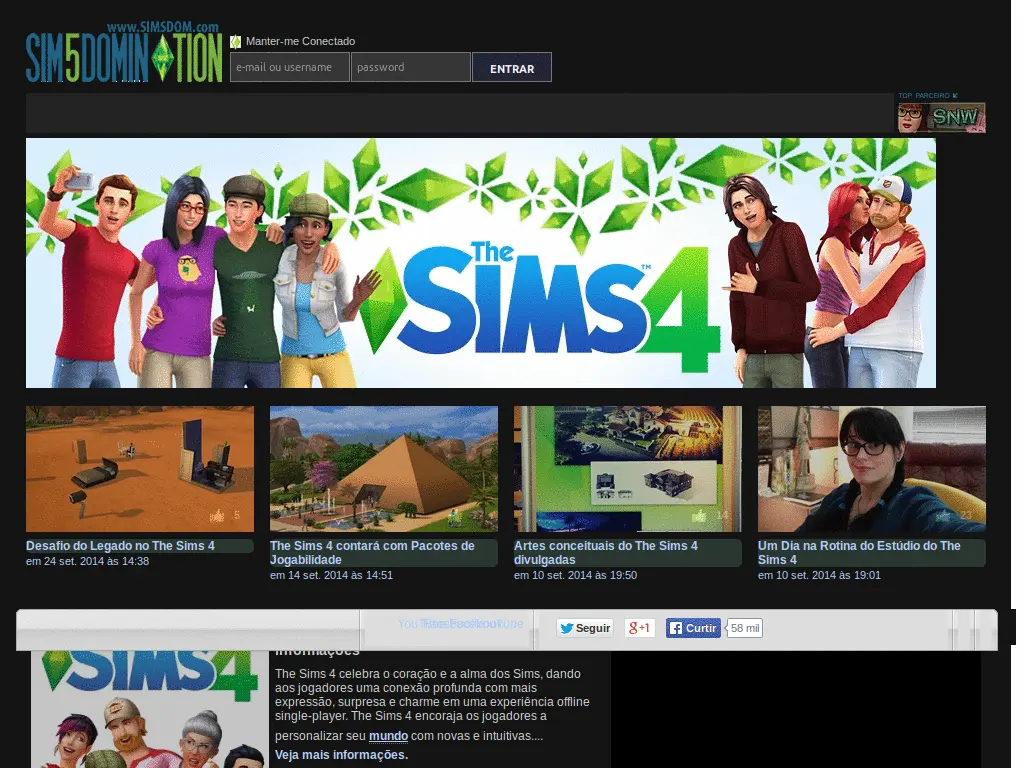 www.SIMSDOM.com
SIM5DOMINATION
Manter-me Conectado
e-mail ou username
password
ENTRAR
TOP PARCEIRO
SNW
The SIMS 4
TM
5
14
23
Desafio do Legado no The Sims 4
em 24 set. 2014 às 14:38
The Sims 4 contará com Pacotes de
Jogabilidade
em 14 set. 2014 às 14:51
Artes conceituais do The Sims 4
divulgadas
em 10 set. 2014 às 19:50
Um Dia na Rotina do Estúdio do The
Sims 4
em 10 set. 2014 às 19:01
Seguir
g+1
Curtir
58 mil
SIMS 4
Informações
The Sims 4 celebra o coração e a alma dos Sims, dando
aos jogadores uma conexão profunda com mais
expressão, surpresa e charme em uma experiência offline
single-player. The Sims 4 encoraja os jogadores a
personalizar seu mundo com novas e intuitivas....
Veja mais informações.